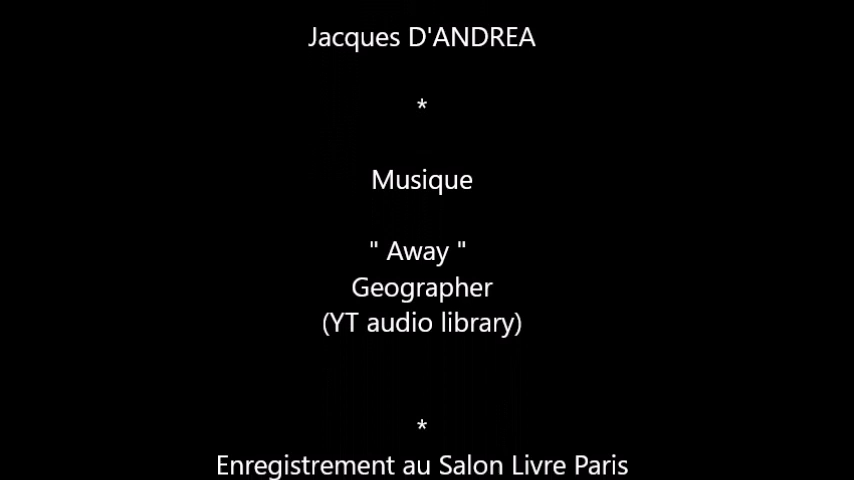 Jacques D'ANDREA
*
Musique
" Away "
Geographer
(YT audio library)
*
Enregistrement au Salon Livre Paris